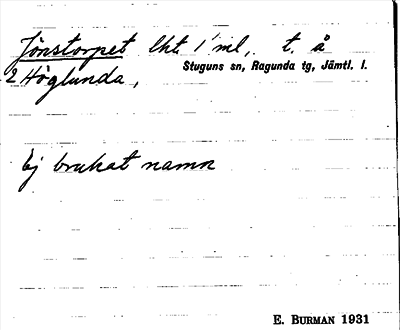 Jönstorpet lht. 1 ml,. t. å
Stuguns sn, Ragunda tg, Jämtl. l.
2 Höglunda,
Ej brukat namn
E. BURMAN 1931